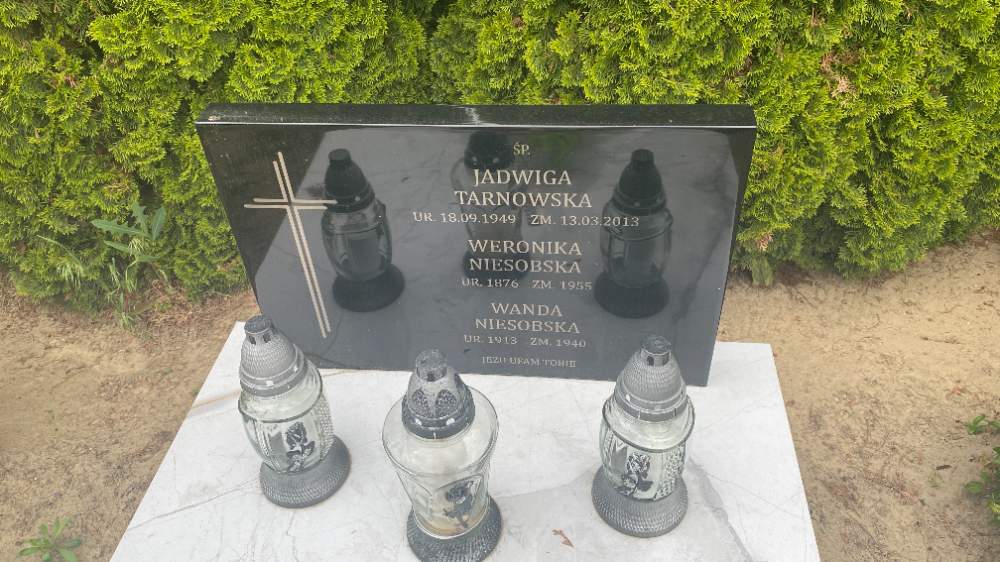 ŚP.
JADWIGA
TARNOWSKA
UR. 18.09.1949 ZM. 13.03.2013
WERONIKA
NIESOBSKA
UR. 1876 ZM. 1955
WANDA
NIESOBSKA
UR. 1913 ZM. 1940
JEZU UFAM TOBIE